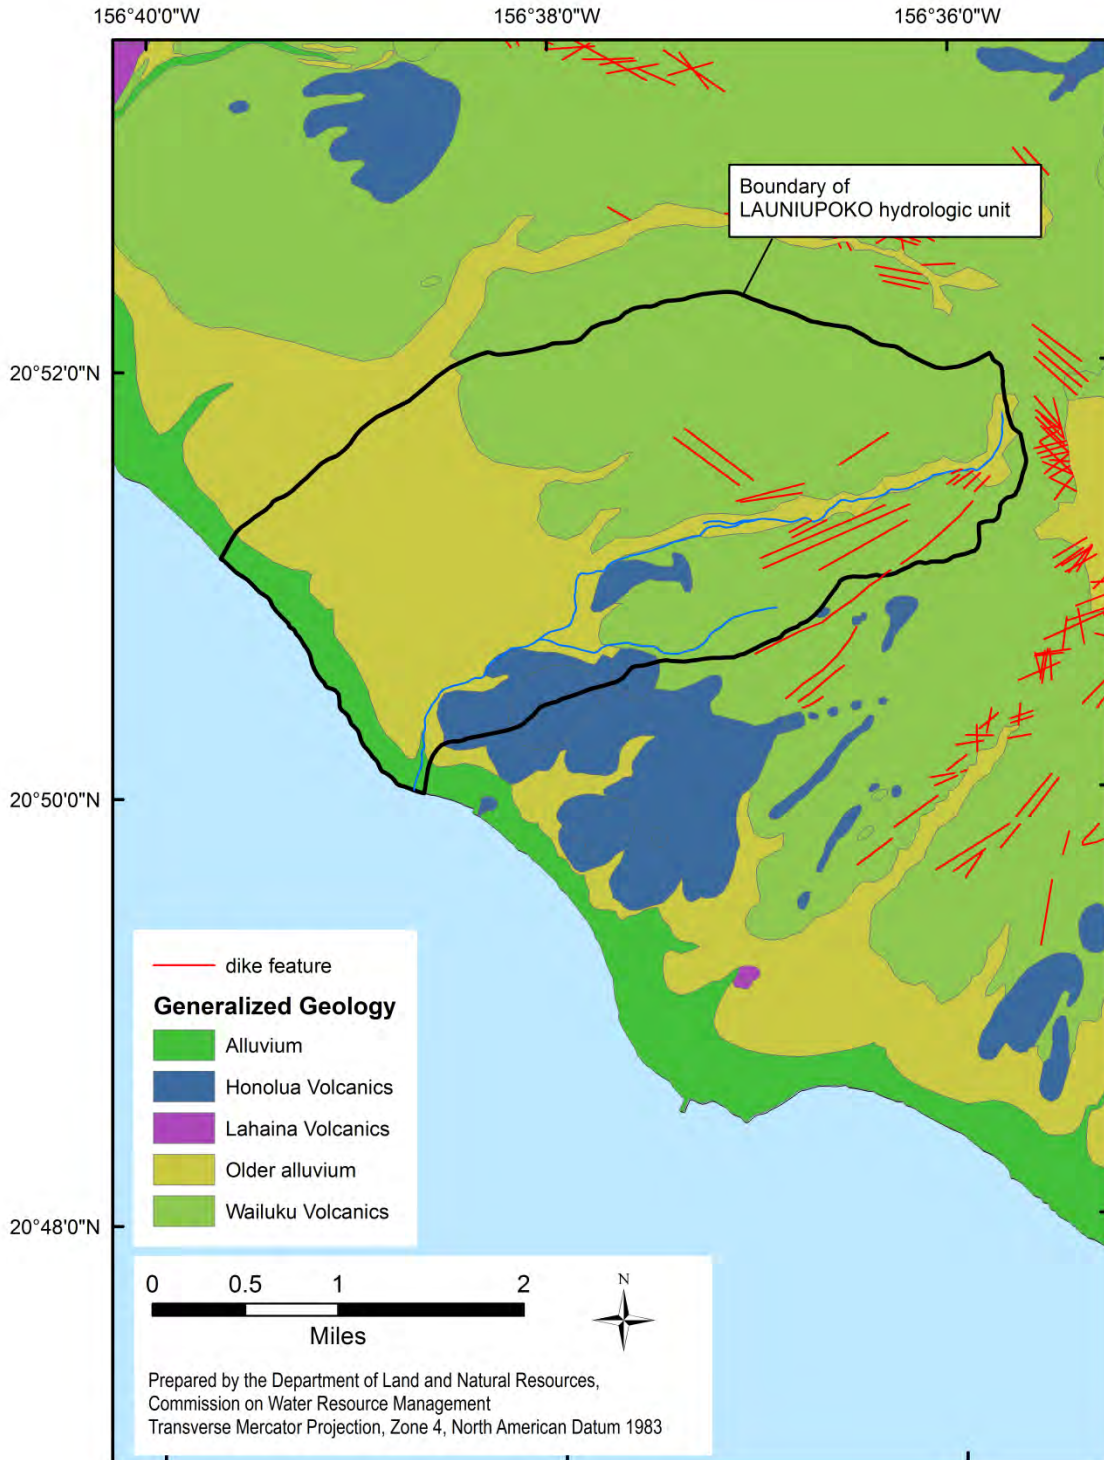 156°40'0"W
156°38'0"W
156°36'0"W
Boundary of
LAUNIUPOKO hydrologic unit
20°52'0"N
20°50'0"N
20°48'0"N
dike feature
Generalized Geology
Alluvium
Honolua Volcanics
Lahaina Volcanics
Older alluvium
Wailuku Volcanics
0 0.5 1 2
Miles
N
Prepared by the Department of Land and Natural Resources,
Commission on Water Resource Management
Transverse Mercator Projection, Zone 4, North American Datum 1983